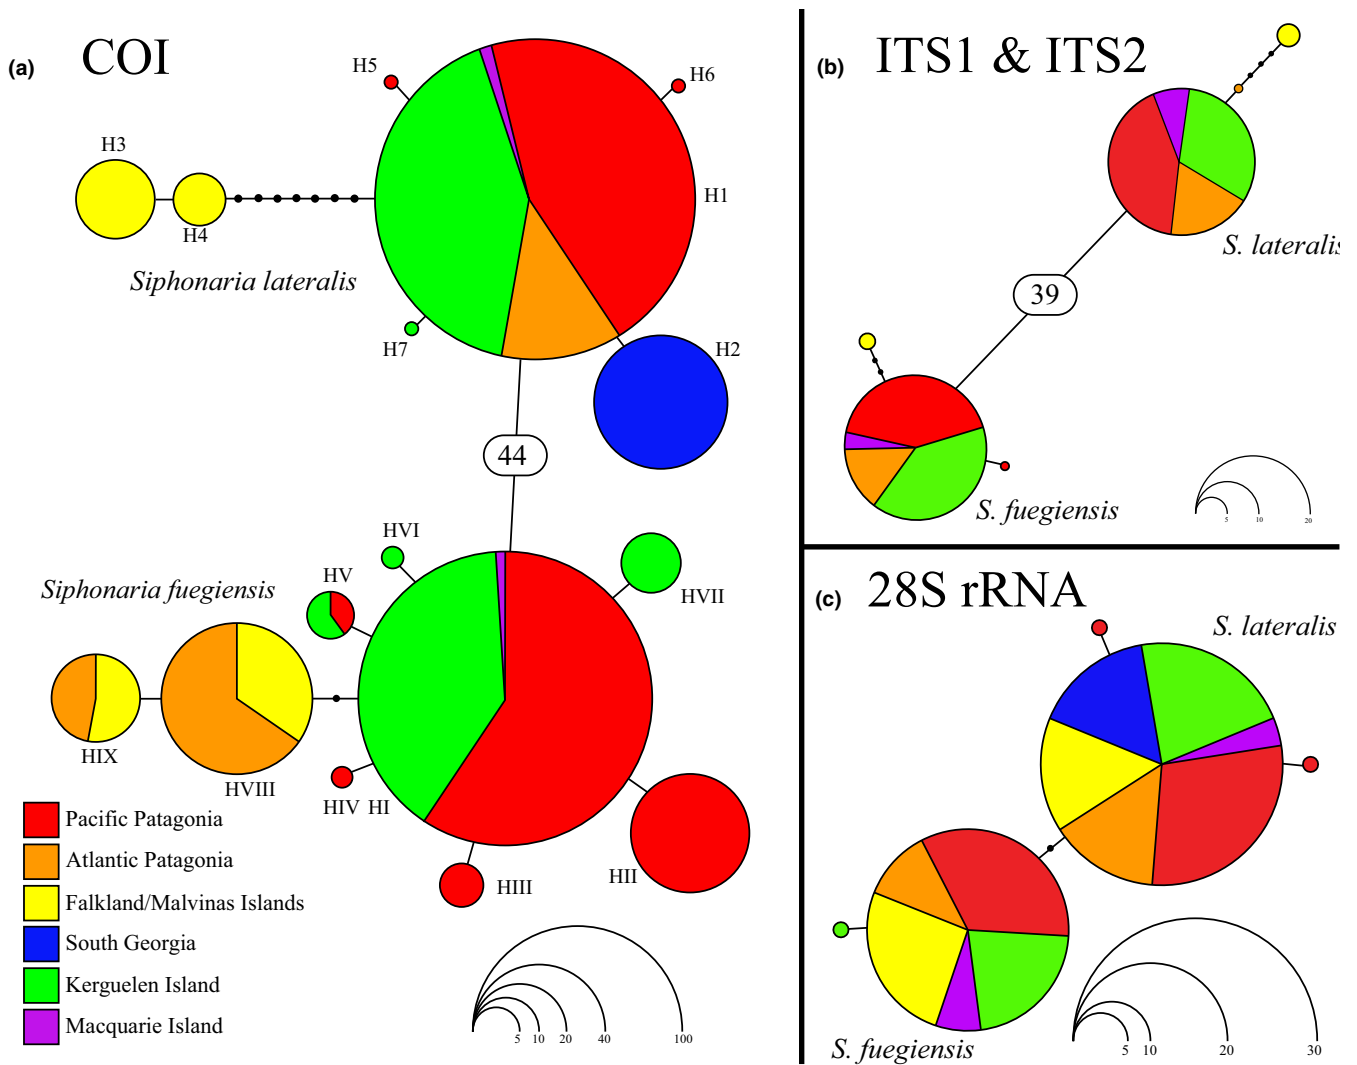 (a) COI
H5
H6
H3
H1
H4
Siphonaria lateralis
H7
H2
44
HVI
HV
HVII
Siphonaria fuegiensis
HIX
HVIII
HIV HI
HIII
HII
Pacific Patagonia
Atlantic Patagonia
Falkland/Malvinas Islands
South Georgia
Kerguelen Island
Macquarie Island
5 10 20 40 100
(b) ITS1 & ITS2
S. lateralis
39
S. fuegiensis
5 10 20
(c) 28S rRNA
S. lateralis
S. fuegiensis
5 10 20 30